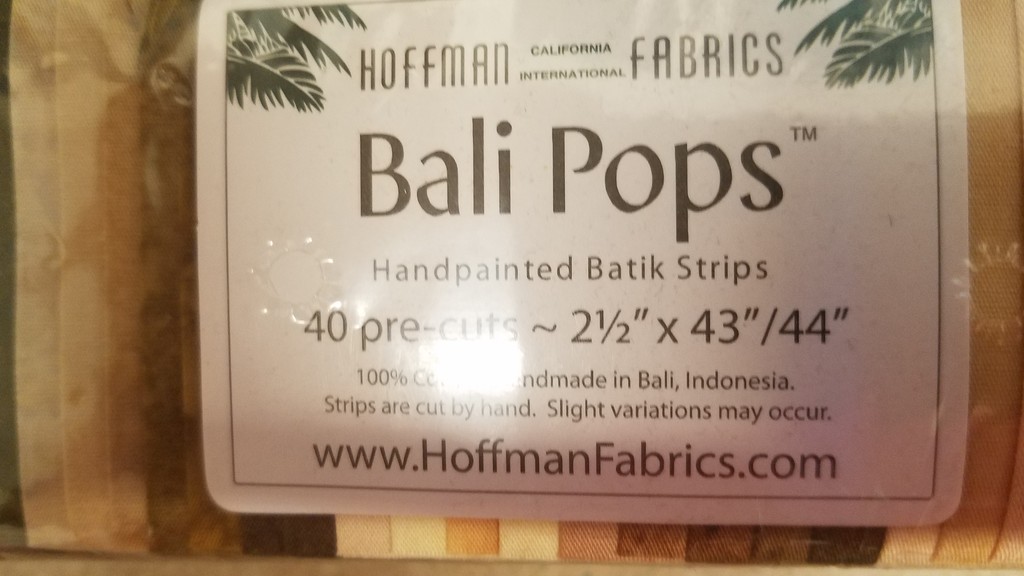 HOFFMAN CALIFORNIA INTERNATIONAL FABRICS
Bali Pops™
Handpainted Batik Strips
40 pre-cuts ~ 2½" x 43"/44"
100% in Bali, Indonesia.
Strips are cut by hand. Slight variations may occur.
www.HoffmanFabrics.com